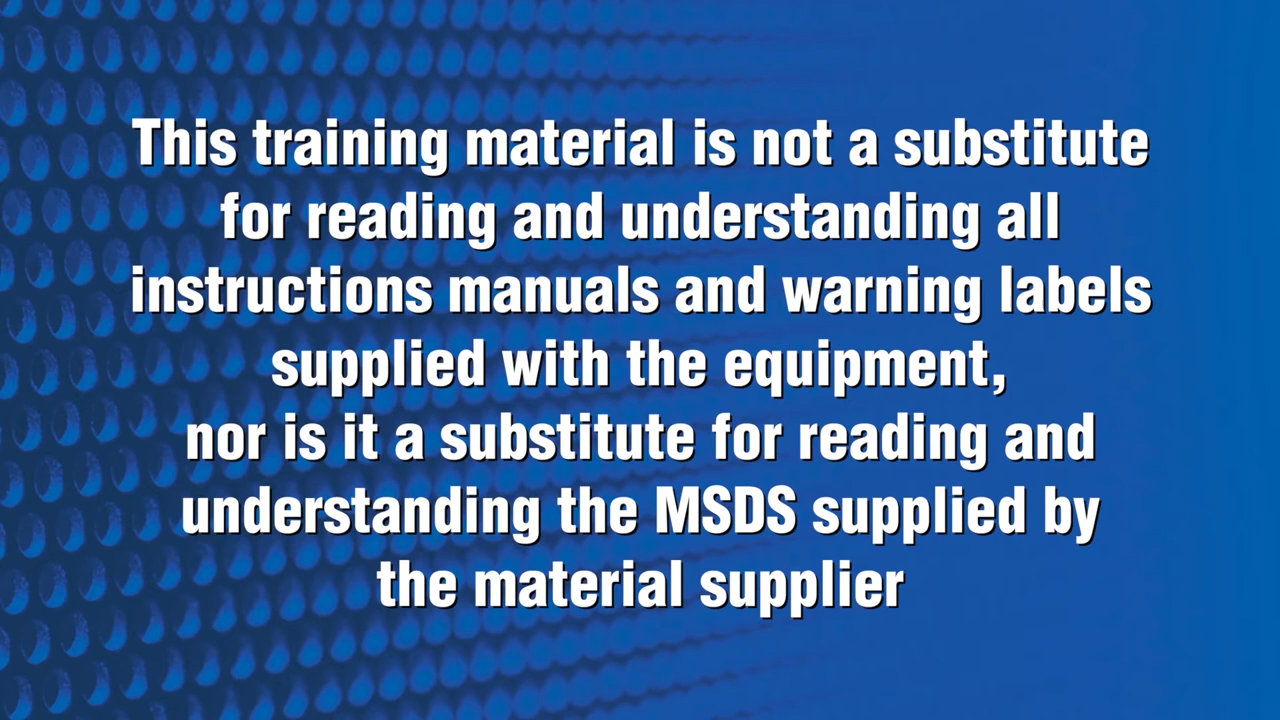 This training material is not a substitute
for reading and understanding all
instructions manuals and warning labels
supplied with the equipment,
nor is it a substitute for reading and
understanding the MSDS supplied by
the material supplier